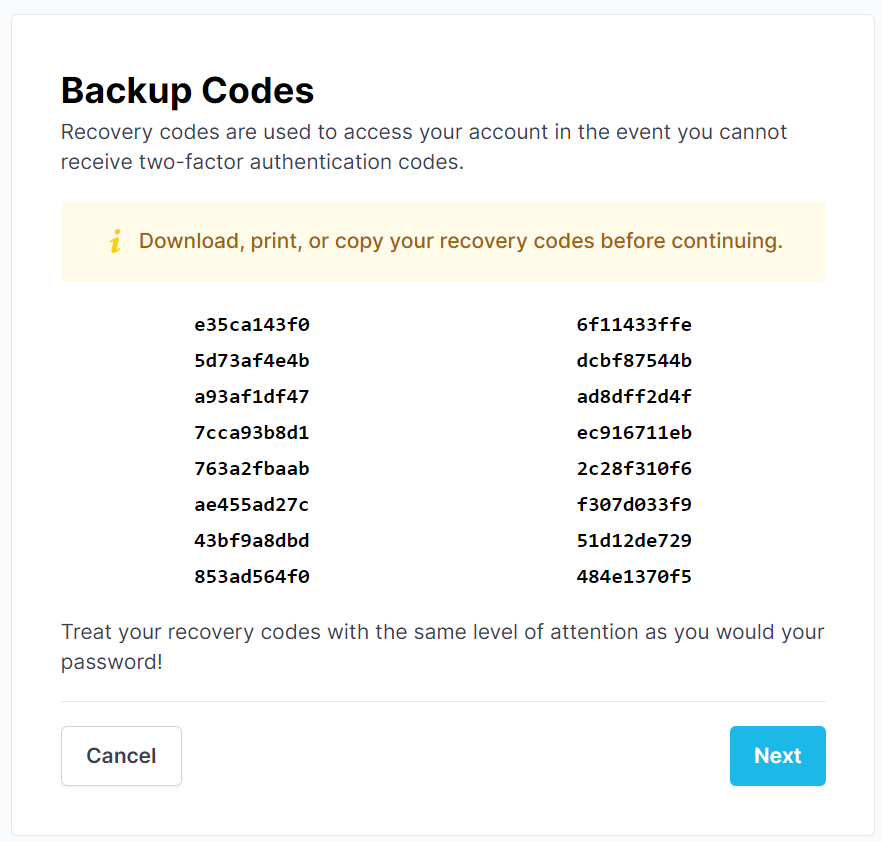 Backup Codes
Recovery codes are used to access your account in the event you cannot
receive two-factor authentication codes.
i Download, print, or copy your recovery codes before continuing.
e35ca143f0 6f11433ffe
5d73af4e4b dcbf87544b
a93af1df47 ad8dff2d4f
7cca93b8d1 ec916711eb
763a2fbaab 2c28f310f6
ae455ad27c f307d033f9
43bf9a8dbd 51d12de729
853ad564f0 484e1370f5
Treat your recovery codes with the same level of attention as you would your
password!
Cancel Next